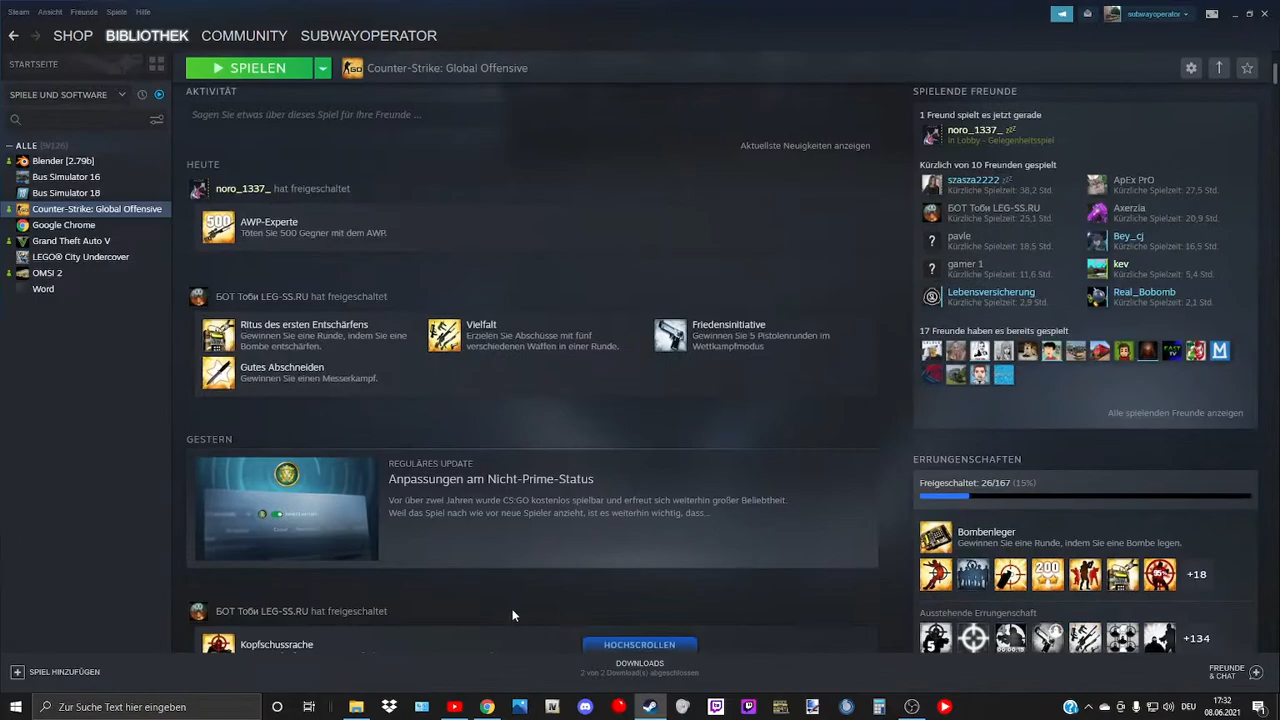 Steam Ansicht Freunde Spiele Hilfe
subwayoperator
SHOP BIBLIOTHEK COMMUNITY SUBWAYOPERATOR
STARTSEITE
SPIELEN
Counter-Strike: Global Offensive
SPIELE UND SOFTWARE
ALLE (9/126)
Blender [2.79b]
Bus Simulator 16
Bus Simulator 18
Counter-Strike: Global Offensive
Google Chrome
Grand Theft Auto V
LEGO® City Undercover
OMSI 2
Word
AKTIVITÄT
Sagen Sie etwas über dieses Spiel für Ihre Freunde ...
Aktuellste Neuigkeiten anzeigen
HEUTE
noro_1337_ hat freigeschaltet
500
AWP-Experte
Töten Sie 500 Gegner mit dem AWP.
БОТ Тоби LEG-SS.RU hat freigeschaltet
Ritus des ersten Entschärfens
Gewinnen Sie eine Runde, indem Sie eine
Bombe entschärfen.
Vielfalt
Erzielen Sie Abschüsse mit fünf
verschiedenen Waffen in einer Runde.
Friedensinitiative
Gewinnen Sie 5 Pistolenrunden im
Wettkampfmodus
Gutes Abschneiden
Gewinnen Sie einen Messerkampf.
GESTERN
REGULÄRES UPDATE
Anpassungen am Nicht-Prime-Status
Vor über zwei Jahren wurde CS:GO kostenlos spielbar und erfreut sich weiterhin großer Beliebtheit.
Weil das Spiel nach wie vor neue Spieler anzieht, ist es weiterhin wichtig, dass...
БОТ Тоби LEG-SS.RU hat freigeschaltet
Kopfschussrache
HOCHSCROLLEN
SPIELENDE FREUNDE
1 Freund spielt es jetzt gerade
noro_1337_ zzz
In Lobby - Gelegenheitsspiel
Kürzlich von 10 Freunden gespielt
szasza2222 zzz
Kürzliche Spielzeit: 38,2 Std.
ApEx PrO
Kürzliche Spielzeit: 27,5 Std.
БОТ Тоби LEG-SS.RU
Kürzliche Spielzeit: 25,1 Std.
Axerzia
Kürzliche Spielzeit: 20,9 Std.
pavle
Kürzliche Spielzeit: 18,5 Std.
Bey_cj
Kürzliche Spielzeit: 16,5 Std.
gamer 1
Kürzliche Spielzeit: 11,6 Std.
kev
Kürzliche Spielzeit: 5,4 Std.
Lebensversicherung
Kürzliche Spielzeit: 2,9 Std.
Real_Bobomb
Kürzliche Spielzeit: 2,1 Std.
17 Freunde haben es bereits gespielt
Alle spielenden Freunde anzeigen
ERRUNGENSCHAFTEN
Freigeschaltet: 26/167 (15%)
Bombenleger
Gewinnen Sie eine Runde, indem Sie eine Bombe legen.
200
+18
Ausstehende Errungenschaft
+134
SPIEL HINZUFÜGEN
DOWNLOADS
2 von 2 Download(s) abgeschlossen
FREUNDE
& CHAT
Zur Suche Text hier eingeben
DEU
17:22
08.06.2021